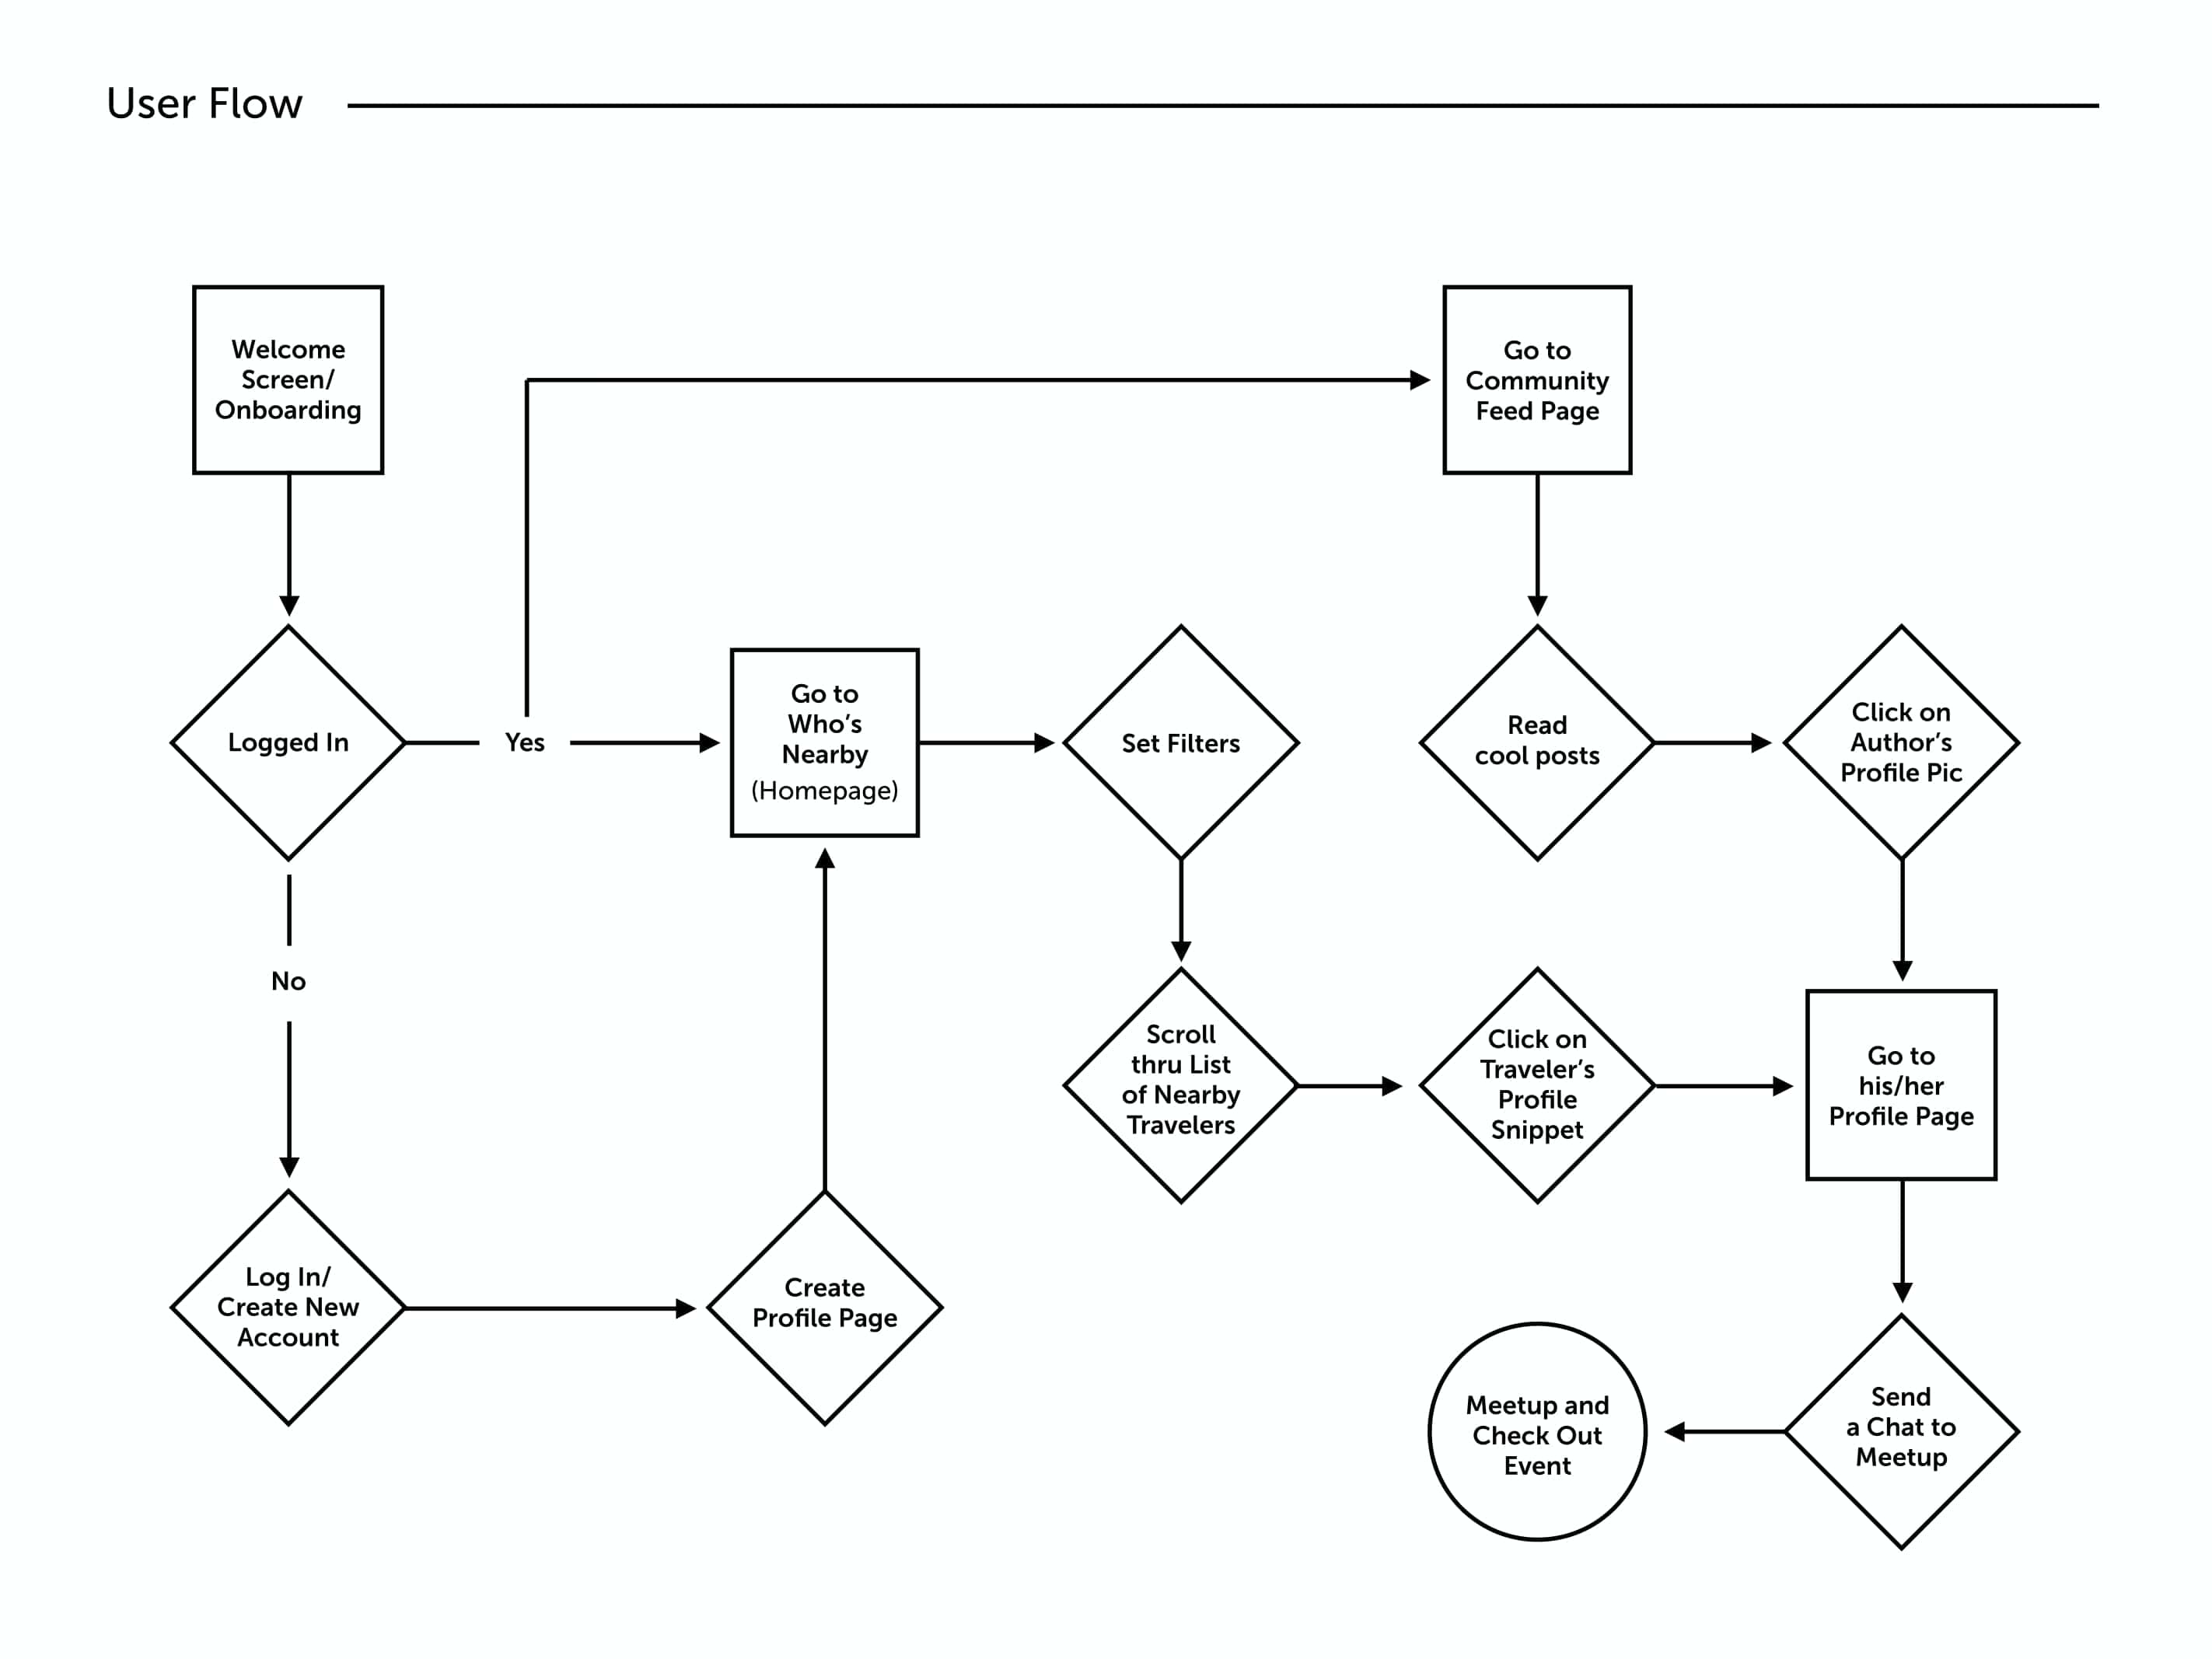 User Flow
Welcome
Screen/
Onboarding
Go to
Community
Feed Page
Logged In
Yes
Go to
Who’s
Nearby
(Homepage)
Set Filters
Read
cool posts
Click on
Author’s
Profile Pic
No
Scroll
thru List
of Nearby
Travelers
Click on
Traveler’s
Profile
Snippet
Go to
his/her
Profile Page
Log In/
Create New
Account
Create
Profile Page
Meetup and
Check Out
Event
Send
a Chat to
Meetup